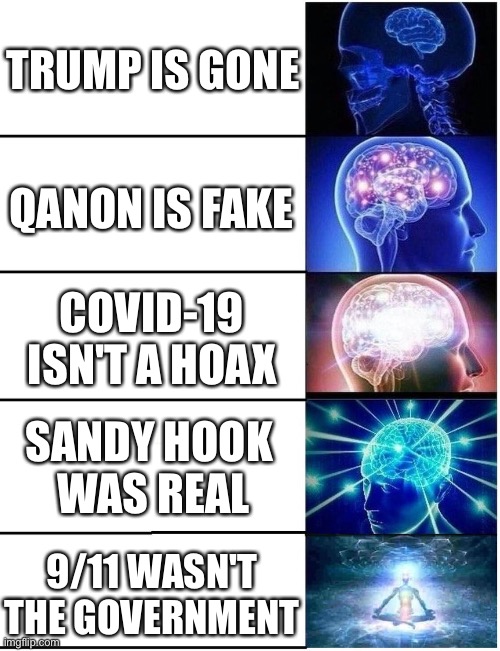 TRUMP IS GONE
QANON IS FAKE
COVID-19
ISN'T A HOAX
SANDY HOOK
WAS REAL
9/11 WASN'T
THE GOVERNMENT
imgflip.com